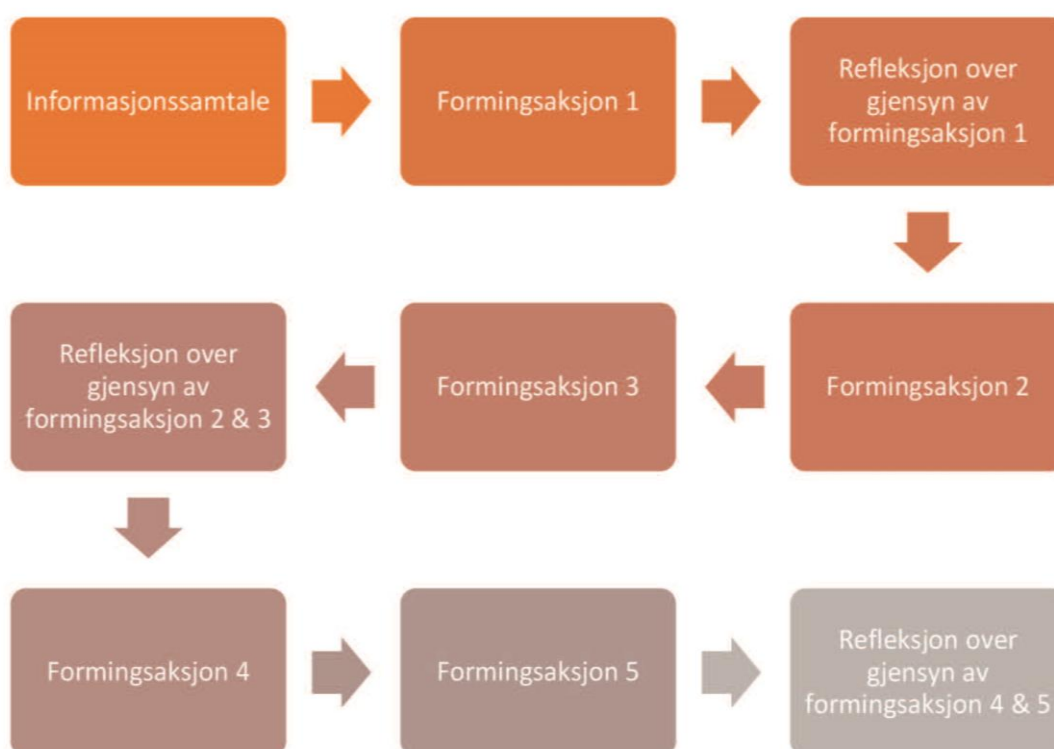 Informasjonssamtale
Formingsaksjon 1
Refleksjon over
gjensyn av
formingsaksjon 1
Formingsaksjon 2
Formingsaksjon 3
Refleksjon over
gjensyn av
formingsaksjon 2 & 3
Formingsaksjon 4
Formingsaksjon 5
Refleksjon over
gjensyn av
formingsaksjon 4 & 5